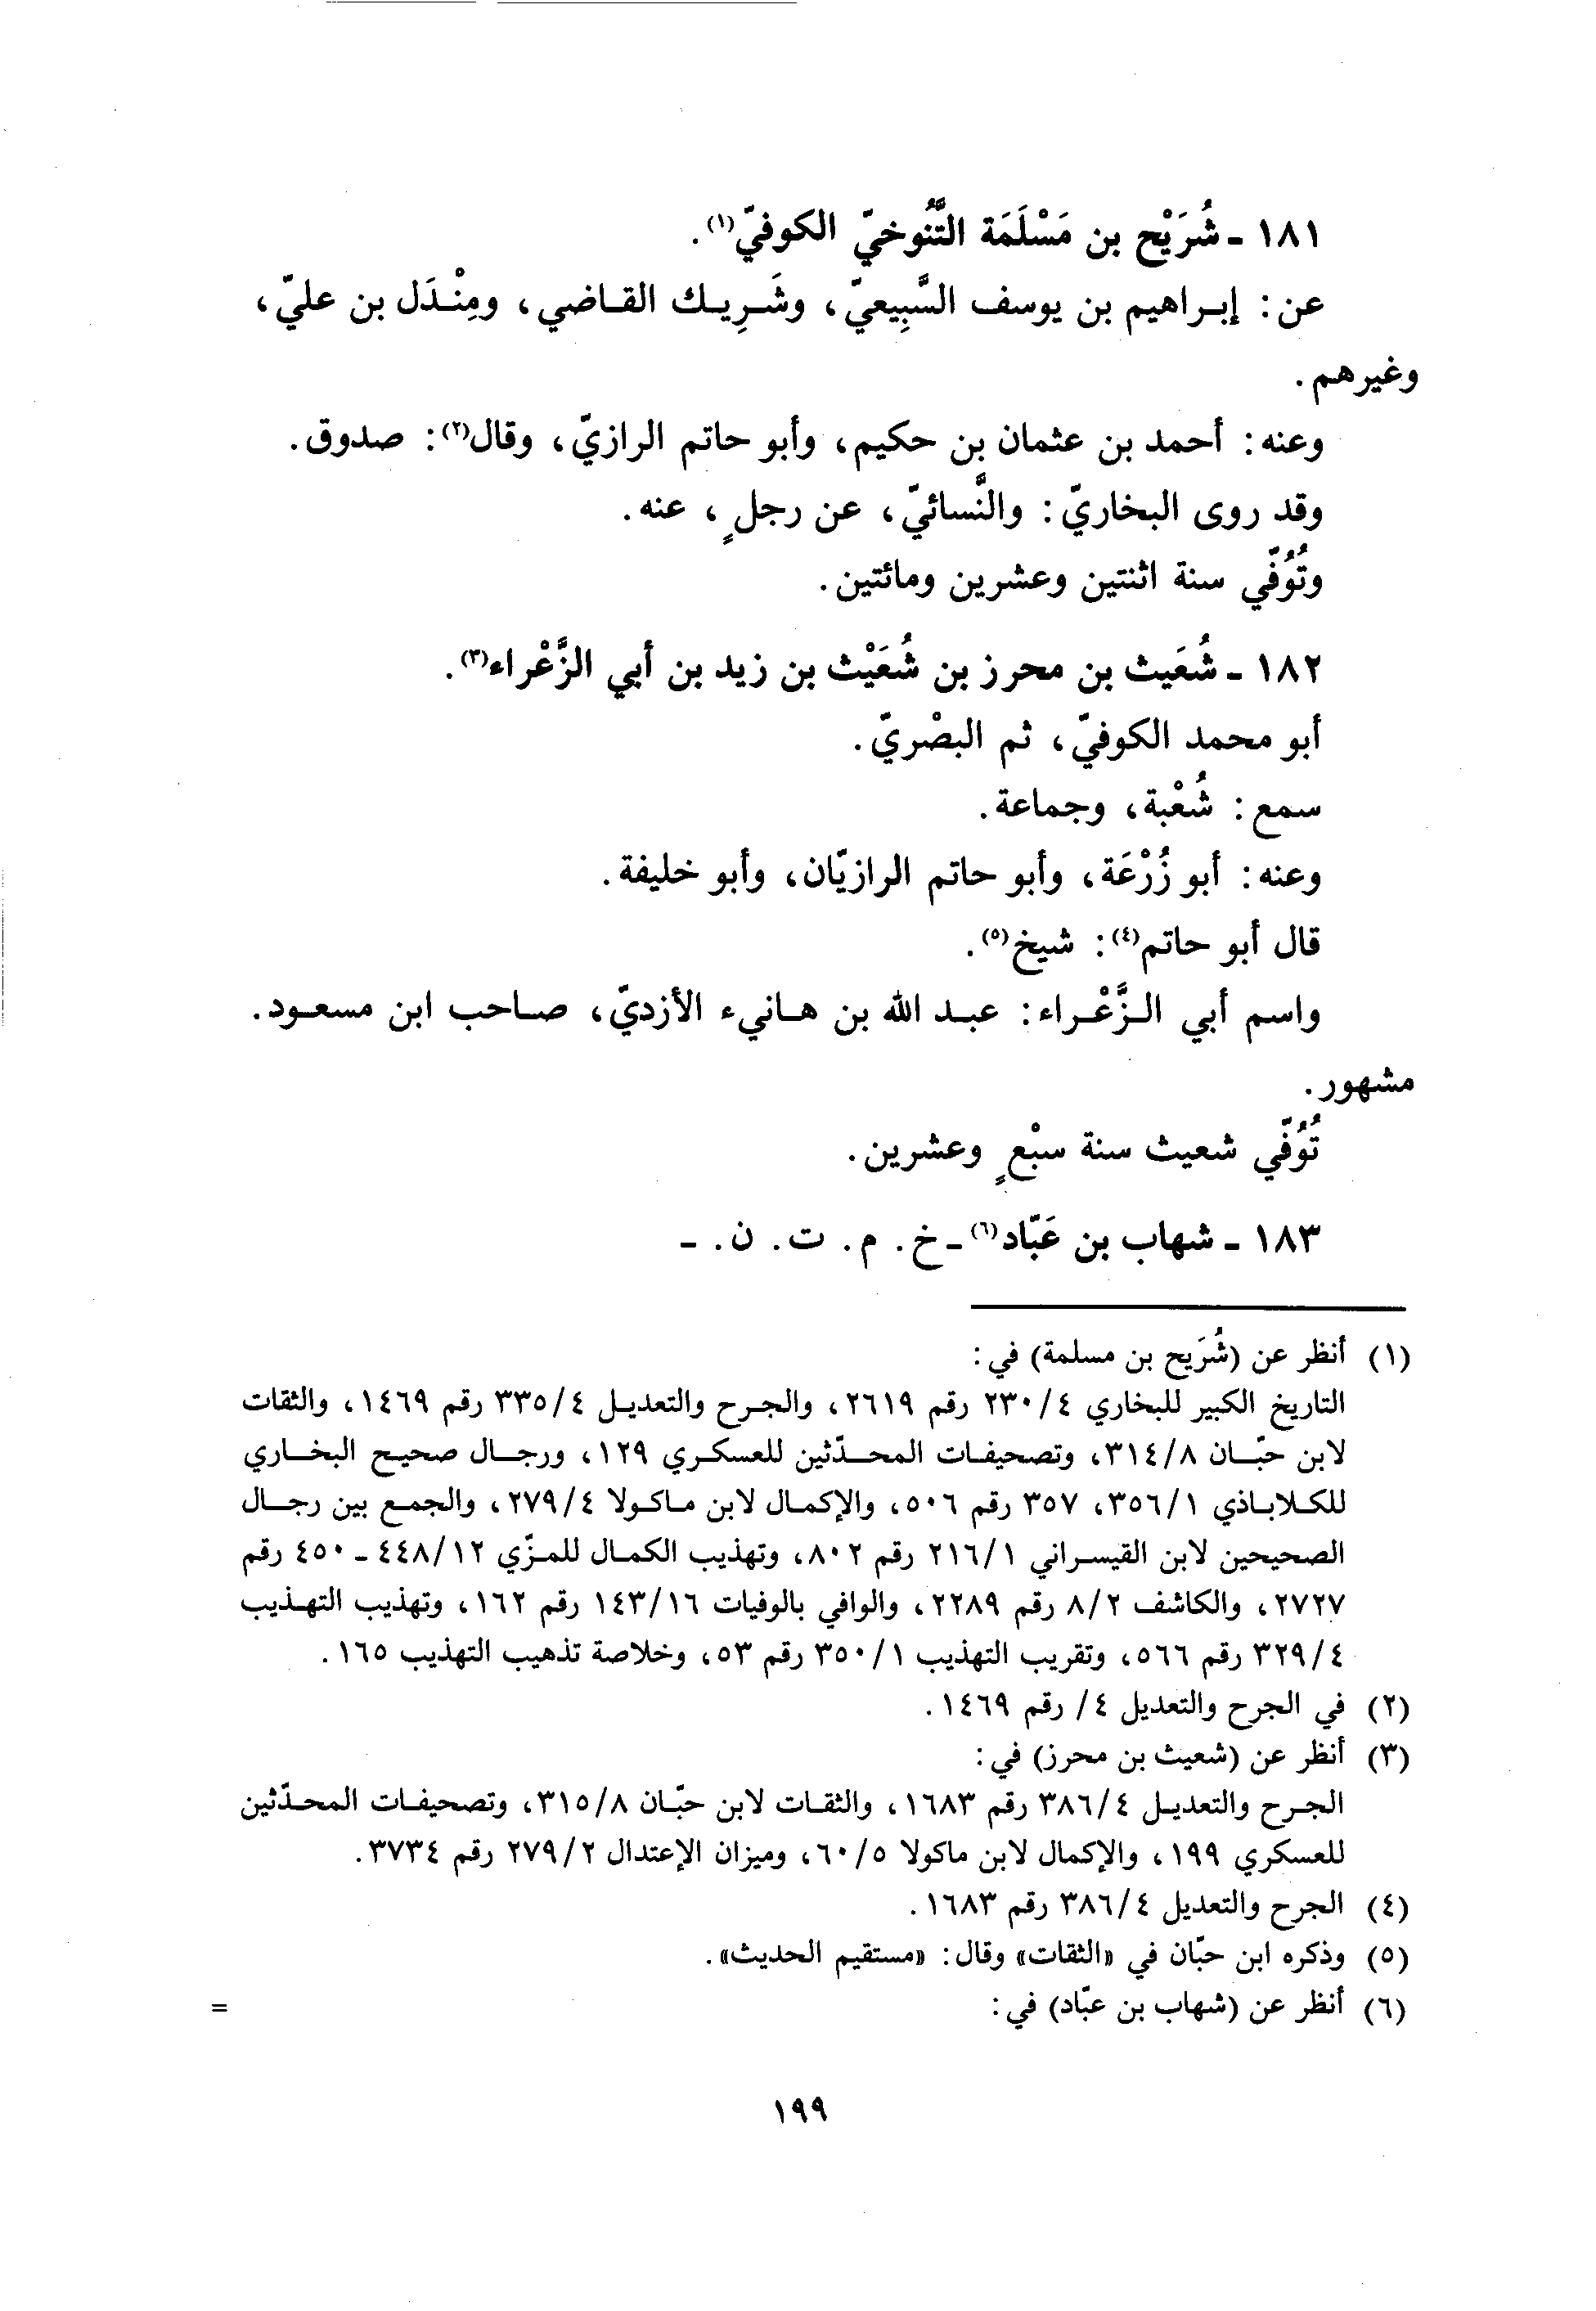 ١٨١ - شُرَيْح بن مَسْلَمَة التَّنُوخيّ الكوفيّ(١).
عن: إبراهيم بن يوسف السَّبِيعيّ، وشَرِيك القاضي، ومِنْدَل بن عليّ،
وغيرهم.
وعنه: أحمد بن عثمان بن حكيم، وأبو حاتم الرازيّ، وقال(٢): صدوق.
وقد روى البخاريّ: والنَّسائيّ، عن رجلٍ، عنه.
وتُوُفّي سنة اثنتين وعشرين ومائتين.
١٨٢ - شُعَيث بن محرز بن شُعَيْث بن زيد بن أبي الزَّعْراء(٣).
أبو محمد الكوفيّ، ثم البصْريّ.
سمع: شُعْبة، وجماعة.
وعنه: أبو زُرْعَة، وأبو حاتم الرازيّان، وأبو خليفة.
قال أبو حاتم(٤): شيخ(٥).
واسم أبي الزَّعْراء: عبد الله بن هانيء الأزديّ، صاحب ابن مسعود.
مشهور.
تُوُفّي شعيث سنة سبْعٍ وعشرين.
١٨٣ - شهاب بن عَبّاد(٦) - خ. م. ت. ن. -
(١) أنظر عن (شُرَيح بن مسلمة) في:
التاريخ الكبير للبخاري ٢٣٠/٤ رقم ٢٦١٩، والجرح والتعديل ٣٣٥/٤ رقم ١٤٦٩، والثقات
لابن حبّان ٣١٤/٨، وتصحيفات المحدّثين للعسكري ١٢٩، ورجال صحيح البخاري
للكلاباذي ٣٥٦/١، ٣٥٧ رقم ٥٠٦، والإكمال لابن ماكولا ٢٧٩/٤، والجمع بين رجال
الصحيحين لابن القيسراني ٢١٦/١ رقم ٨٠٢، وتهذيب الكمال للمزّي ٤٤٨/١٢ - ٤٥٠ رقم
٢٧٢٧، والكاشف ٨/٢ رقم ٢٢٨٩، والوافي بالوفيات ١٤٣/١٦ رقم ١٦٢، وتهذيب التهذيب
٣٢٩/٤ رقم ٥٦٦، وتقريب التهذيب ٣٥٠/١ رقم ٥٣، وخلاصة تذهيب التهذيب ١٦٥.
(٢) في الجرح والتعديل ٤/ رقم ١٤٦٩.
(٣) أنظر عن (شعيث بن محرز) في:
الجرح والتعديل ٣٨٦/٤ رقم ١٦٨٣، والثقات لابن حبّان ٣١٥/٨، وتصحيفات المحدّثين
للعسكري ١٩٩، والإكمال لابن ماكولا ٦٠/٥، وميزان الإعتدال ٢٧٩/٢ رقم ٣٧٣٤.
(٤) الجرح والتعديل ٣٨٦/٤ رقم ١٦٨٣.
(٥) وذكره ابن حبّان في «الثقات» وقال: «مستقيم الحديث».
(٦) أنظر عن (شهاب بن عبّاد) في: =
١٩٩